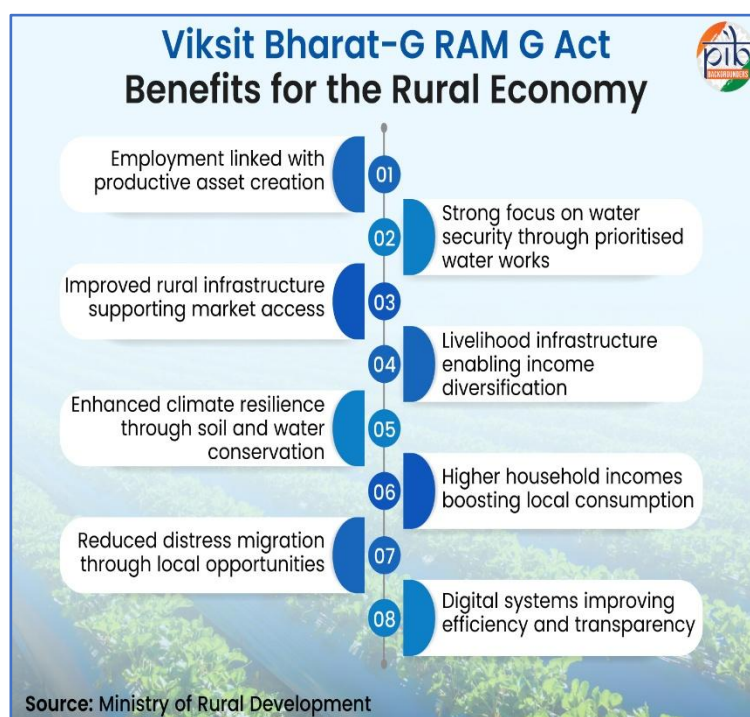 Viksit Bharat-G RAM G Act
Benefits for the Rural Economy
pib
BACKGROUNDERS
Employment linked with
productive asset creation
01
02
Strong focus on water
security through prioritised
water works
Improved rural infrastructure
supporting market access
03
04
Livelihood infrastructure
enabling income
diversification
Enhanced climate resilience
through soil and water
conservation
05
06
Higher household incomes
boosting local consumption
Reduced distress migration
through local opportunities
07
08
Digital systems improving
efficiency and transparency
Source: Ministry of Rural Development